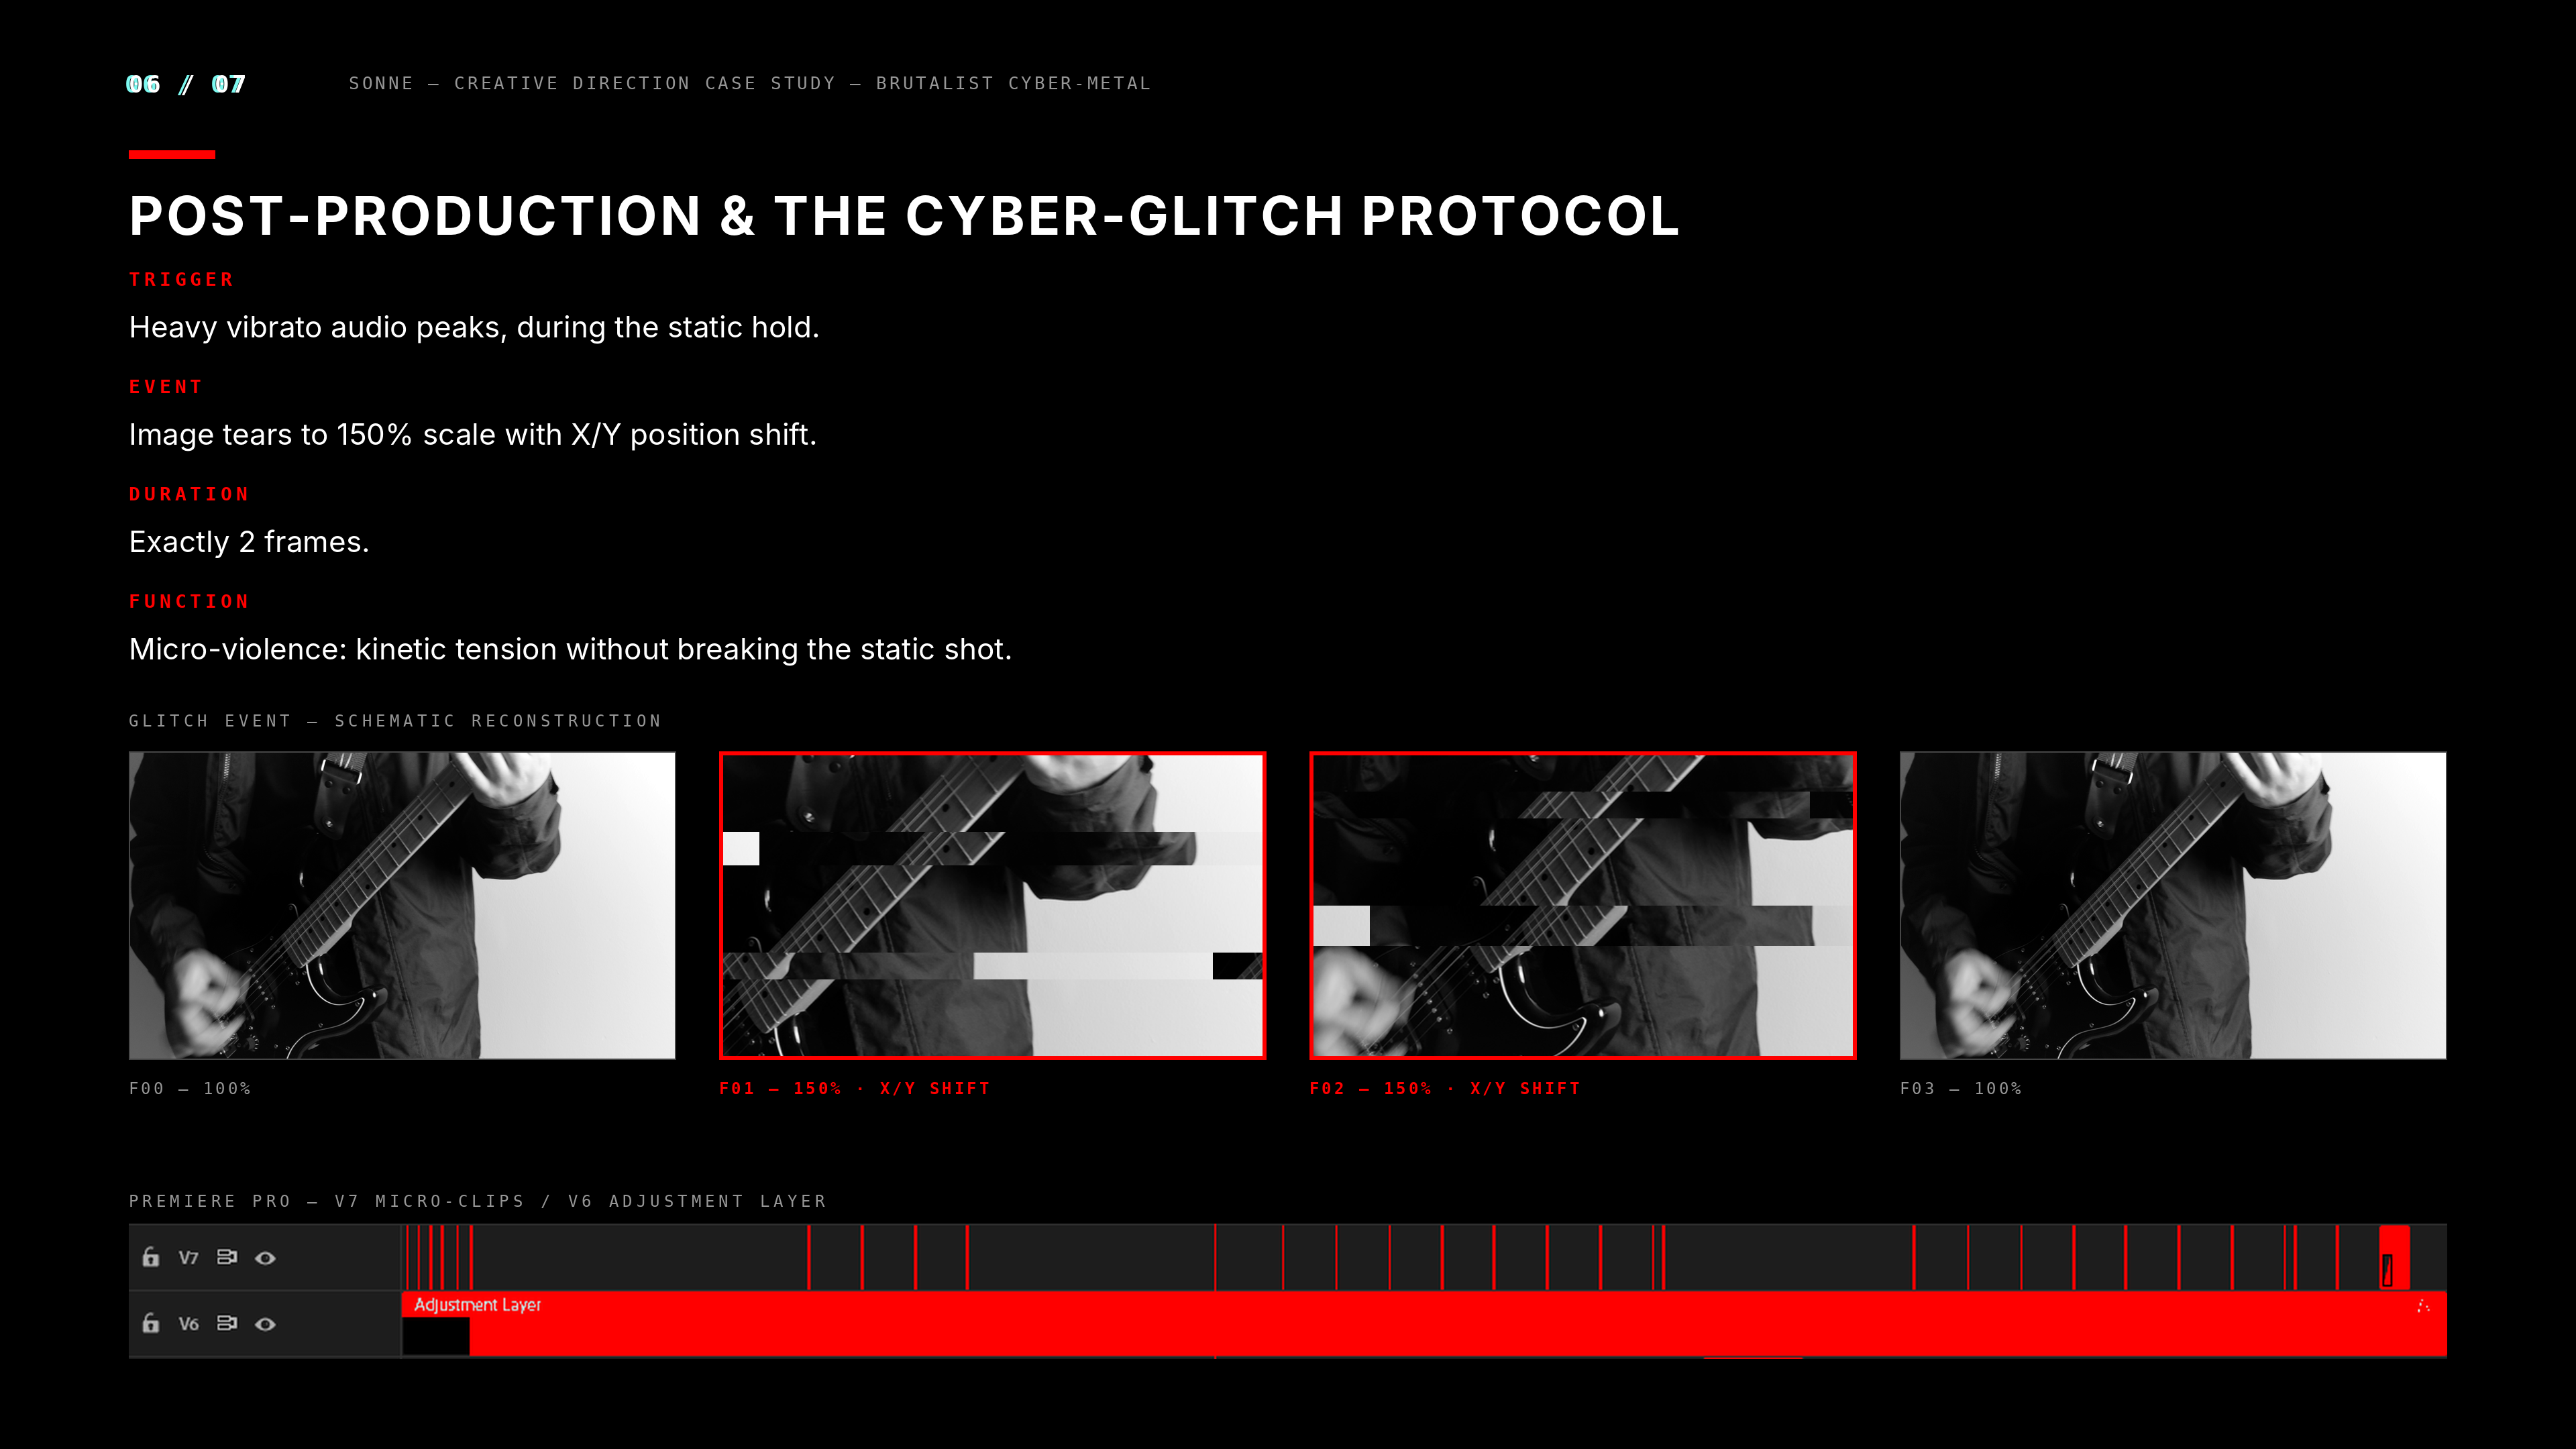 06 / 07
SONNE — CREATIVE DIRECTION CASE STUDY — BRUTALIST CYBER-METAL
POST-PRODUCTION & THE CYBER-GLITCH PROTOCOL
TRIGGER
Heavy vibrato audio peaks, during the static hold.
EVENT
Image tears to 150% scale with X/Y position shift.
DURATION
Exactly 2 frames.
FUNCTION
Micro-violence: kinetic tension without breaking the static shot.
GLITCH EVENT — SCHEMATIC RECONSTRUCTION
F00 — 100%
F01 — 150% · X/Y SHIFT
F02 — 150% · X/Y SHIFT
F03 — 100%
PREMIERE PRO — V7 MICRO-CLIPS / V6 ADJUSTMENT LAYER
V7
Adjustment Layer
V6